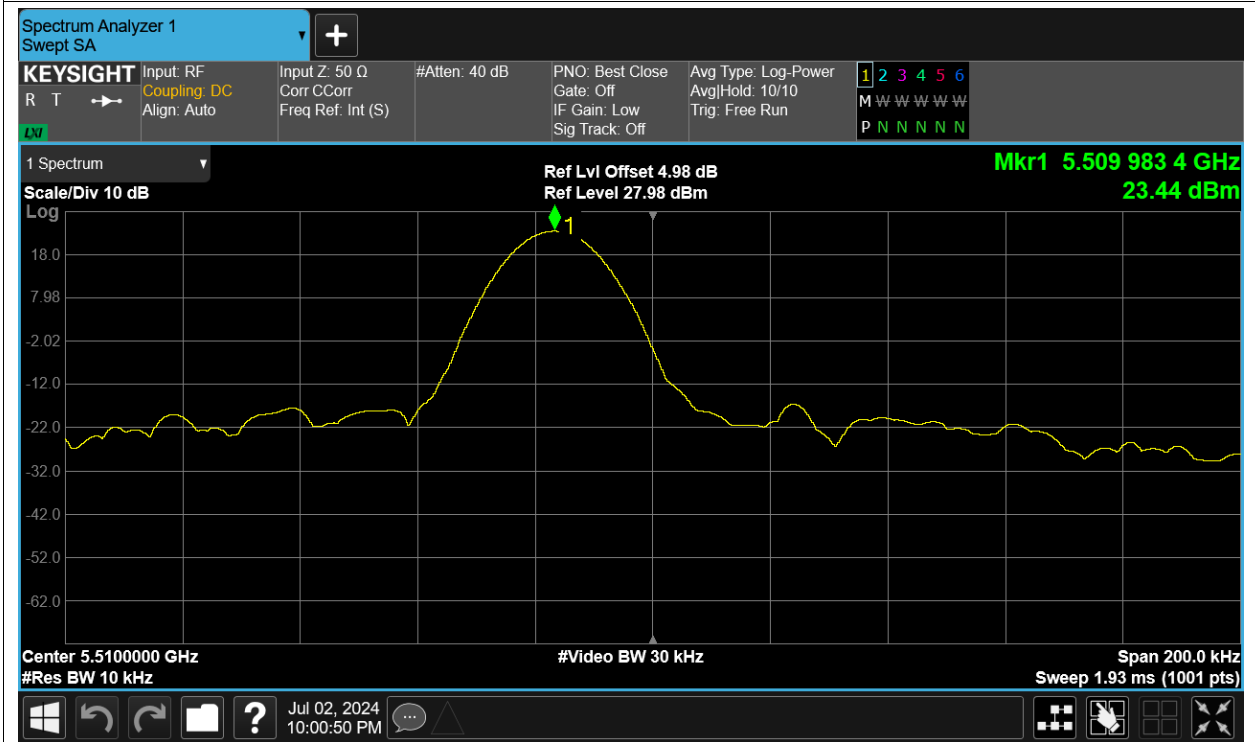 Spectrum Analyzer 1
Swept SA
+
KEYSIGHT
R T
LXI
Input: RF
Coupling: DC
Align: Auto
Input Z: 50 Ω
Corr CCorr
Freq Ref: Int (S)
#Atten: 40 dB
PNO: Best Close
Gate: Off
IF Gain: Low
Sig Track: Off
Avg Type: Log-Power
Avg|Hold: 10/10
Trig: Free Run
1 2 3 4 5 6
M W W W W W
P N N N N N
1 Spectrum
Scale/Div 10 dB
Ref Lvl Offset 4.98 dB
Ref Level 27.98 dBm
Mkr1 5.509 983 4 GHz
23.44 dBm
Log
1
18.0
7.98
-2.02
-12.0
-22.0
-32.0
-42.0
-52.0
-62.0
Center 5.5100000 GHz
#Res BW 10 kHz
#Video BW 30 kHz
Span 200.0 kHz
Sweep 1.93 ms (1001 pts)
?
Jul 02, 2024
10:00:50 PM